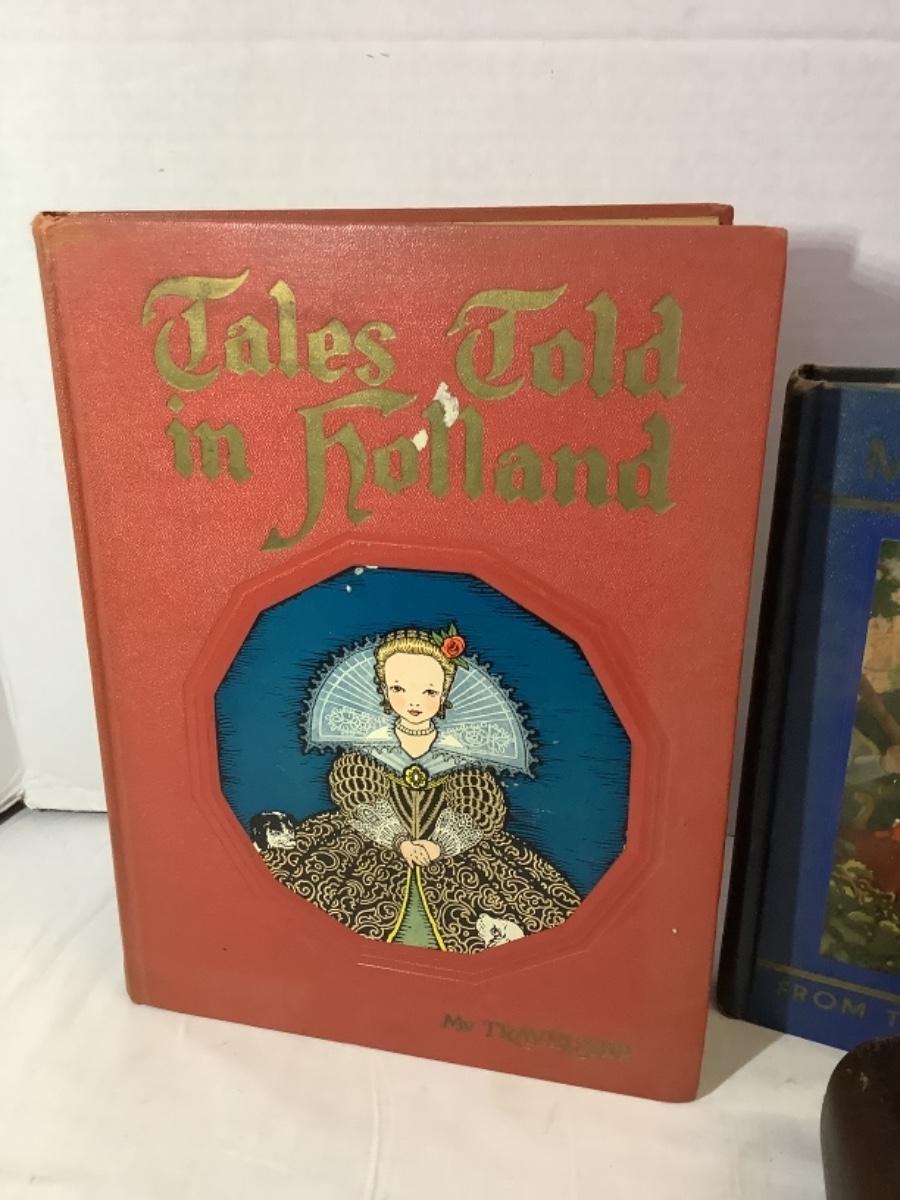 Tales Told
in Holland
My TRAVELSHIP
M
FROM T